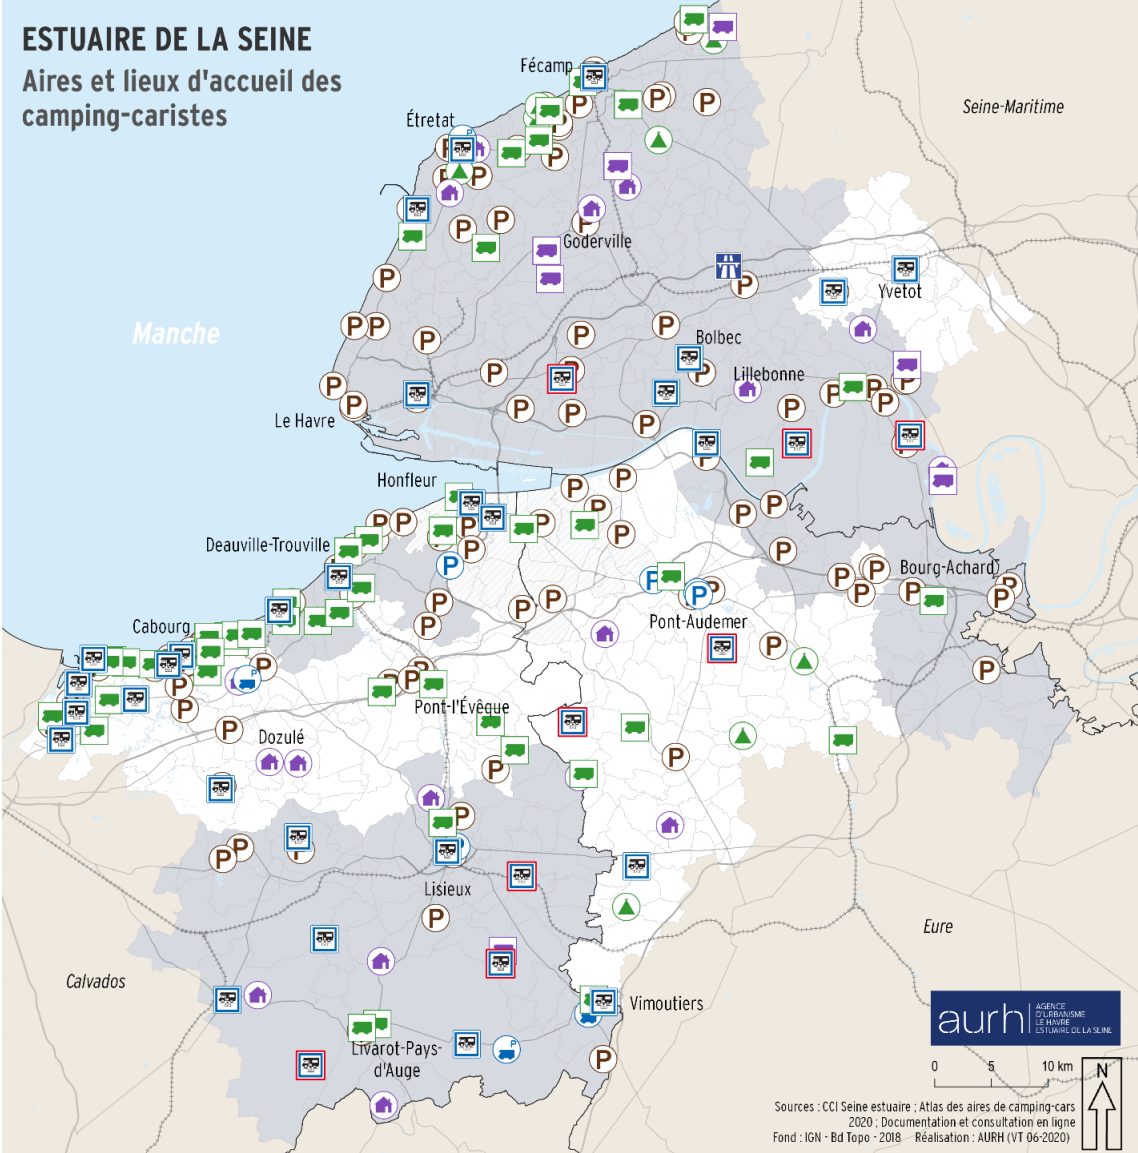 ESTUAIRE DE LA SEINE
Aires et lieux d'accueil des
camping-caristes
Fécamp
Seine-Maritime
Étretat
Goderville
Yvetot
Manche
Bolbec
Lillebonne
Le Havre
Honfleur
Deauville-Trouville
Bourg-Achard
Cabourg
Pont-Audemer
Pont-l'Évêque
Dozulé
Lisieux
Eure
Calvados
Vimoutiers
Livarot-Pays-
d'Auge
aurh
AGENCE
D'URBANISME
LE HAVRE
ESTUAIRE DE LA SEINE
0 5 10 km
N
Sources : CCI Seine estuaire ; Atlas des aires de camping-cars
2020 ; Documentation et consultation en ligne
Fond : IGN - Bd Topo - 2018 Réalisation : AURH (VT 06-2020)